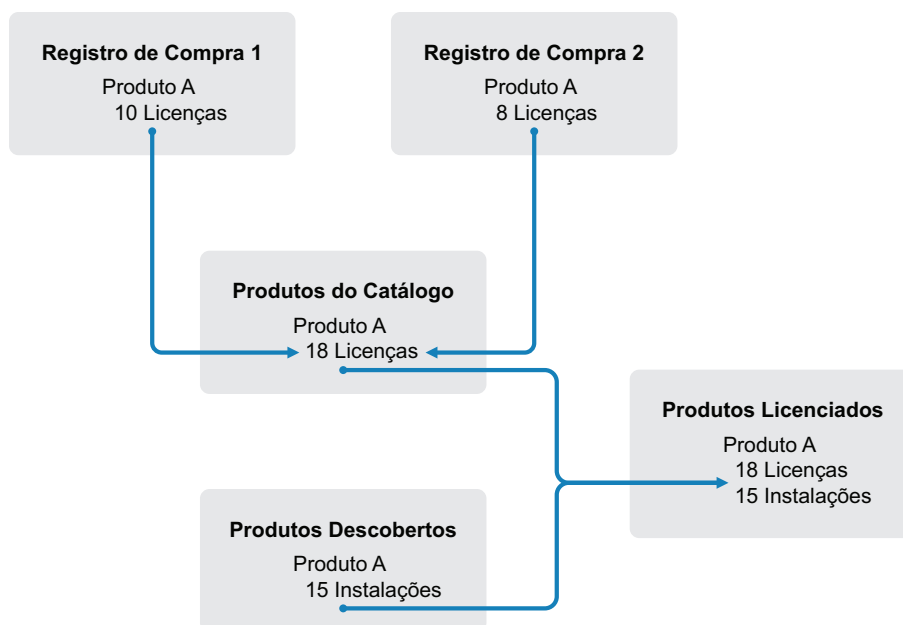 Registro de Compra 1
Produto A
10 Licenças
Registro de Compra 2
Produto A
8 Licenças
Produtos do Catálogo
Produto A
18 Licenças
Produtos Licenciados
Produto A
18 Licenças
15 Instalações
Produtos Descobertos
Produto A
15 Instalações